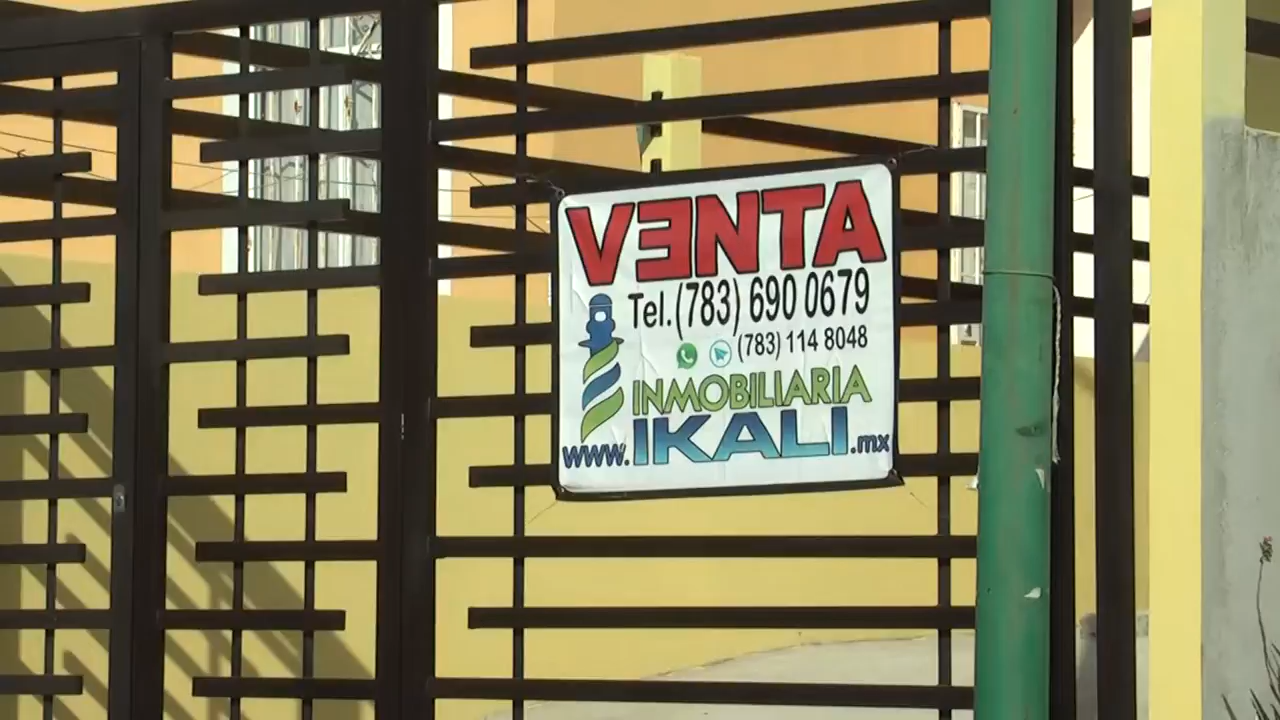 VENTA
Tel.(783) 690 0679
(783) 114 8048
INMOBILIARIA
www.IKALI.mx